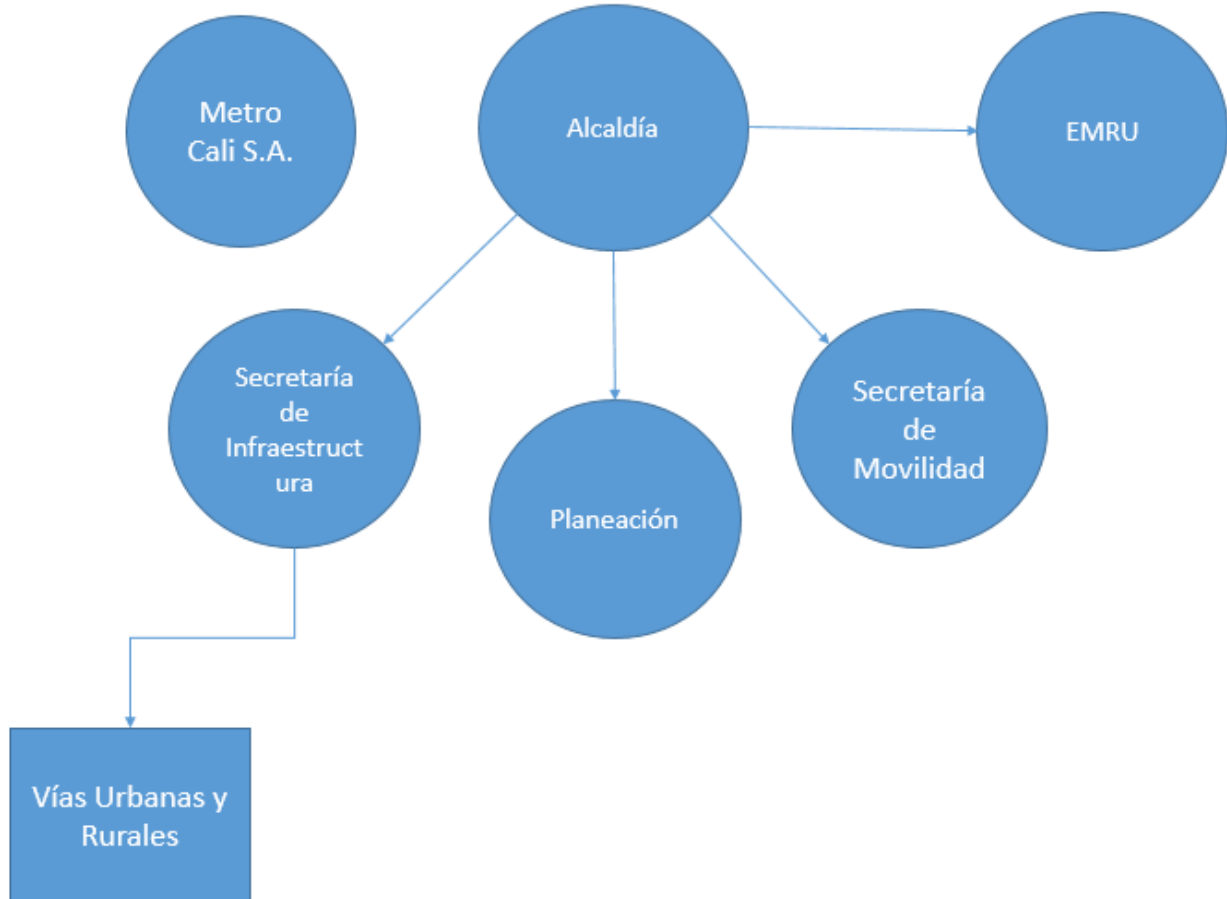 Metro
Cali S.A.
Alcaldía
EMRU
Secretaría
de
Infraestruct
ura
Planeación
Secretaría
de
Movilidad
Vías Urbanas y
Rurales